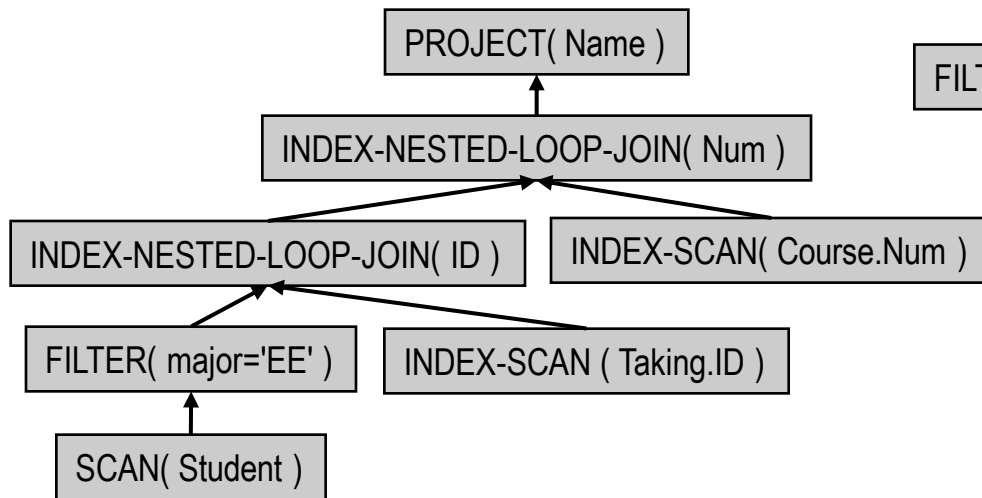 PROJECT( Name )
FILT
INDEX-NESTED-LOOP-JOIN( Num )
INDEX-NESTED-LOOP-JOIN( ID )
INDEX-SCAN( Course.Num )
FILTER( major='EE' )
INDEX-SCAN ( Taking.ID )
SCAN( Student )